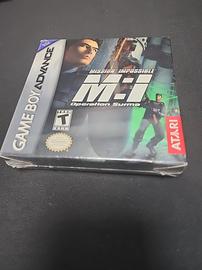 GAME BOY ADVANCE
MISSION: IMPOSSIBLE
M:I
Operation Surma
T
ATARI